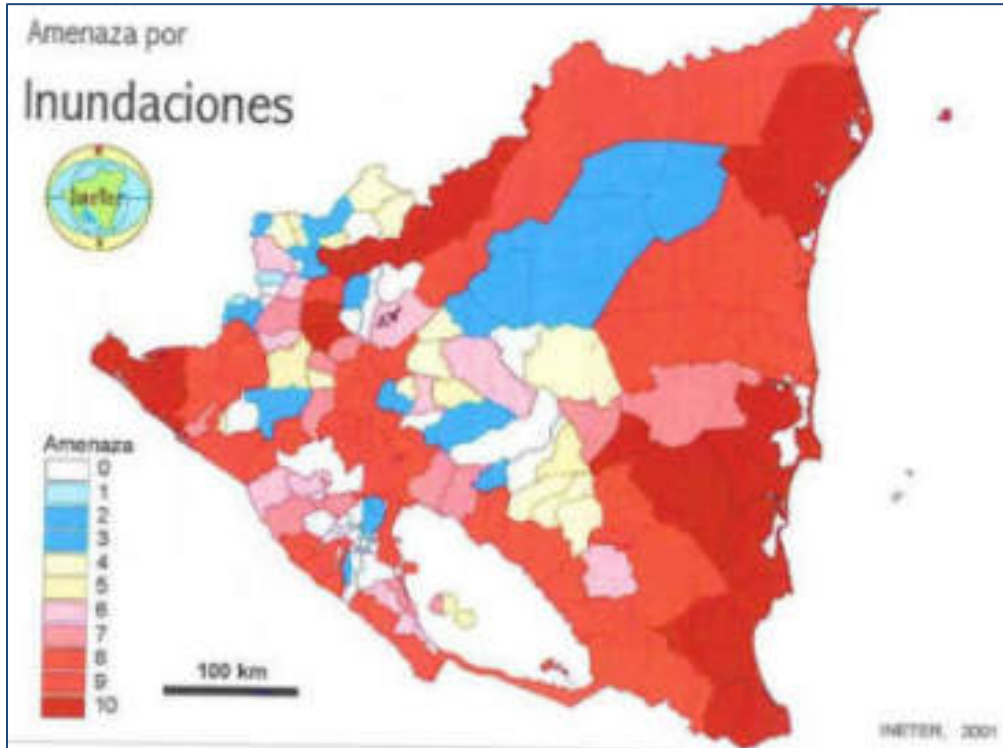 Amenaza por
Inundaciones
Ineter
Amenaza
0
1
2
3
4
5
6
7
8
9
10
100 km
INETER, 2001